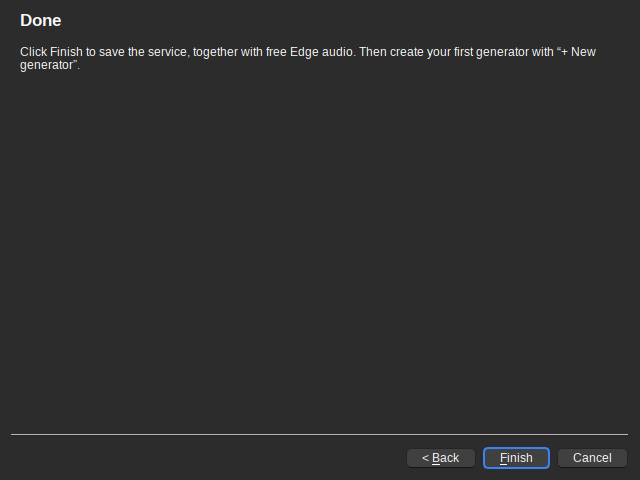 Done
Click Finish to save the service, together with free Edge audio. Then create your first generator with “+ New
generator”.
< Back
Finish
Cancel